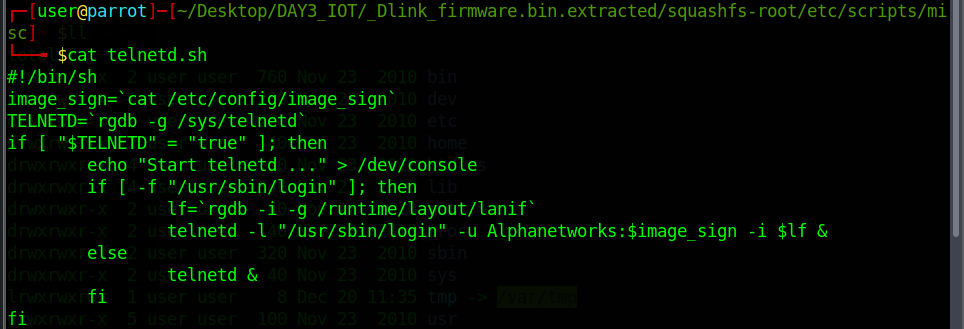 ┌─[user@parrot]─[~/Desktop/DAY3_IOT/_Dlink_firmware.bin.extracted/squashfs-root/etc/scripts/mi
sc]
└──╼ $cat telnetd.sh
#!/bin/sh
image_sign=`cat /etc/config/image_sign`
TELNETD=`rgdb -g /sys/telnetd`
if [ "$TELNETD" = "true" ]; then
        echo "Start telnetd ..." > /dev/console
        if [ -f "/usr/sbin/login" ]; then
                lf=`rgdb -i -g /runtime/layout/lanif`
                telnetd -l "/usr/sbin/login" -u Alphanetworks:$image_sign -i $lf &
        else
                telnetd &
        fi
fi